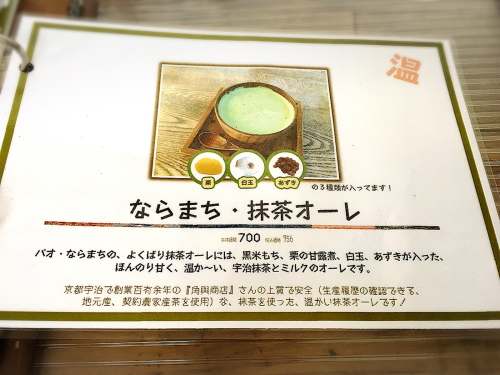 温
栗
白玉
あずき
の3種類が入ってます！
ならまち・抹茶オーレ
700
756
バオ・ならまちの、よくばり抹茶オーレには、黒米もち、栗の甘露煮、白玉、あずきが入った、
ほんのり甘く、温か～い、宇治抹茶とミルクのオーレです。
京都宇治で創業百有余年の『角與商店』さんの上質で安全（生産履歴の確認できる、
地元産、契約農家産茶を使用）な、抹茶を使った、温かい抹茶オーレです！